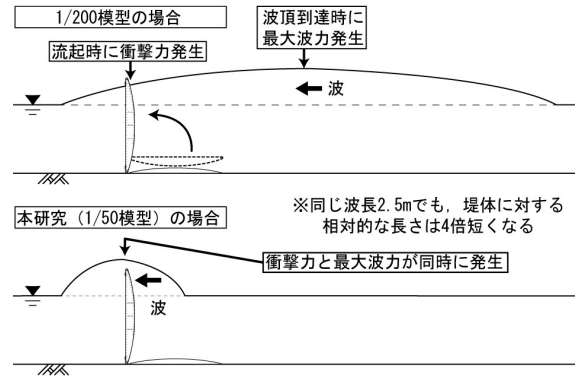 1/200模型の場合
波頂到達時に
最大波力発生
流起時に衝撃力発生
波
本研究（1/50模型）の場合
※同じ波長2.5mでも，堤体に対する
相対的な長さは4倍短くなる
衝撃力と最大波力が同時に発生
波